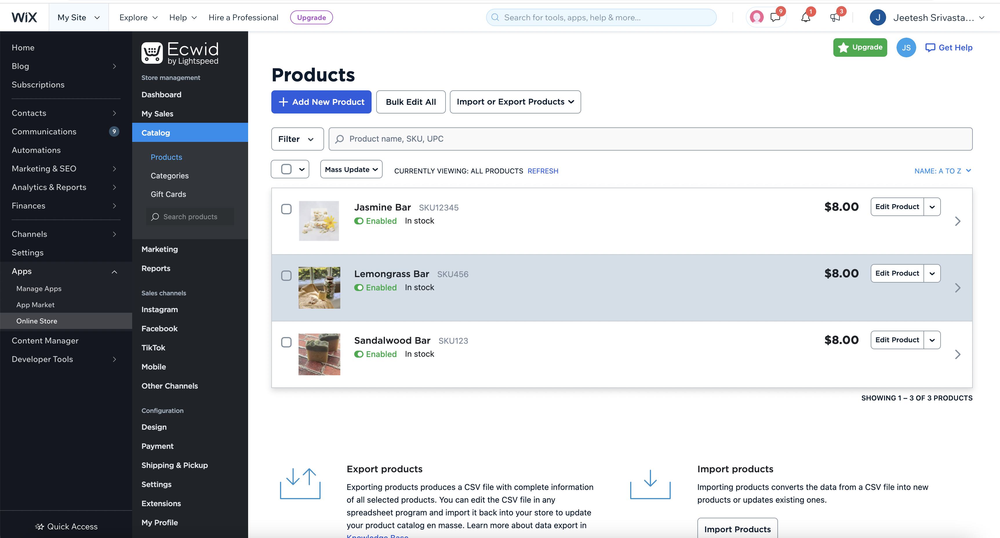 WiX
My Site
Explore
Help
Hire a Professional
Upgrade
Search for tools, apps, help & more...
9
1
3
J
Jeetesh Srivasta...
Home
Blog
Subscriptions
Contacts
Communications
9
Automations
Marketing & SEO
Analytics & Reports
Finances
Channels
Settings
Apps
Manage Apps
App Market
Online Store
Content Manager
Developer Tools
Quick Access
Ecwid
by Lightspeed
Store management
Dashboard
My Sales
Catalog
Products
Categories
Gift Cards
Search products
Marketing
Reports
Sales channels
Instagram
Facebook
TikTok
Mobile
Other Channels
Configuration
Design
Payment
Shipping & Pickup
Settings
Extensions
My Profile
Upgrade
JS
Get Help
Products
Add New Product
Bulk Edit All
Import or Export Products
Filter
Product name, SKU, UPC
Mass Update
CURRENTLY VIEWING: ALL PRODUCTS REFRESH
NAME: A TO Z
Jasmine Bar SKU12345
Enabled In stock
$8.00
Edit Product
Lemongrass Bar SKU456
Enabled In stock
$8.00
Edit Product
Sandalwood Bar SKU123
Enabled In stock
$8.00
Edit Product
SHOWING 1 – 3 OF 3 PRODUCTS
Export products
Exporting products produces a CSV file with complete information
of all selected products. You can edit the CSV file in any
spreadsheet program and import it back into your store to update
your product catalog en masse. Learn more about data export in
Knowledge Base
Import products
Importing products converts the data from a CSV file into new
products or updates existing ones.
Import Products